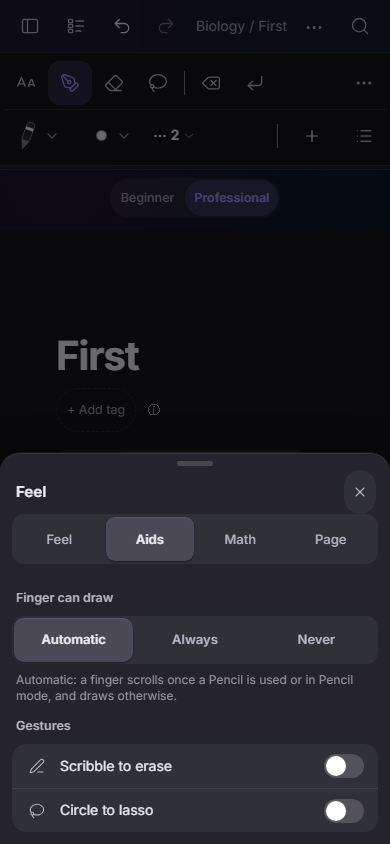 Biology / First
AA
2
Beginner Professional
First
+ Add tag
Feel
Feel Aids Math Page
Finger can draw
Automatic Always Never
Automatic: a finger scrolls once a Pencil is used or in Pencil
mode, and draws otherwise.
Gestures
Scribble to erase
Circle to lasso